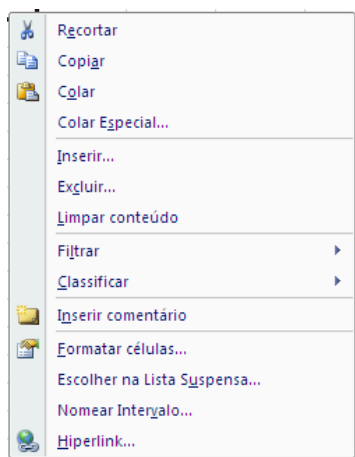 Recortar
Copiar
Colar
Colar Especial...
Inserir...
Excluir...
Limpar conteúdo
Filtrar
Classificar
Inserir comentário
Formatar células...
Escolher na Lista Suspensa...
Nomear Intervalo...
Hiperlink...